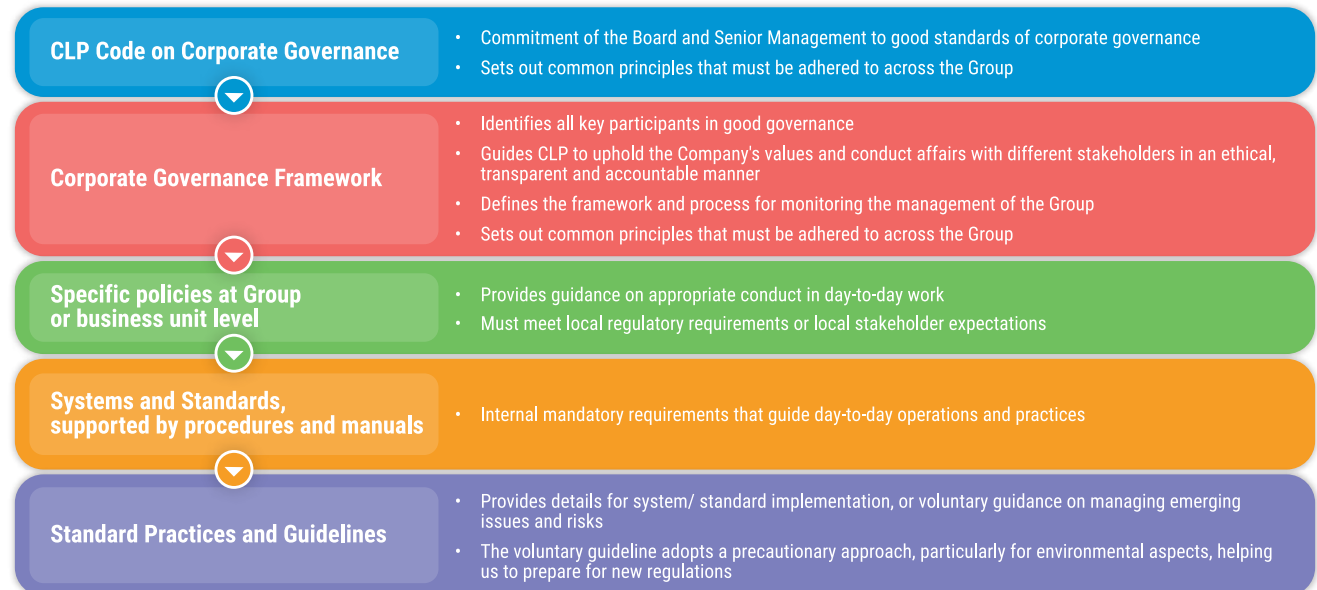 CLP Code on Corporate Governance
• Commitment of the Board and Senior Management to good standards of corporate governance
• Sets out common principles that must be adhered to across the Group
Corporate Governance Framework
• Identifies all key participants in good governance
• Guides CLP to uphold the Company's values and conduct affairs with different stakeholders in an ethical,
transparent and accountable manner
• Defines the framework and process for monitoring the management of the Group
• Sets out common principles that must be adhered to across the Group
Specific policies at Group
or business unit level
• Provides guidance on appropriate conduct in day-to-day work
• Must meet local regulatory requirements or local stakeholder expectations
Systems and Standards,
supported by procedures and manuals
• Internal mandatory requirements that guide day-to-day operations and practices
Standard Practices and Guidelines
• Provides details for system/ standard implementation, or voluntary guidance on managing emerging
issues and risks
• The voluntary guideline adopts a precautionary approach, particularly for environmental aspects, helping
us to prepare for new regulations